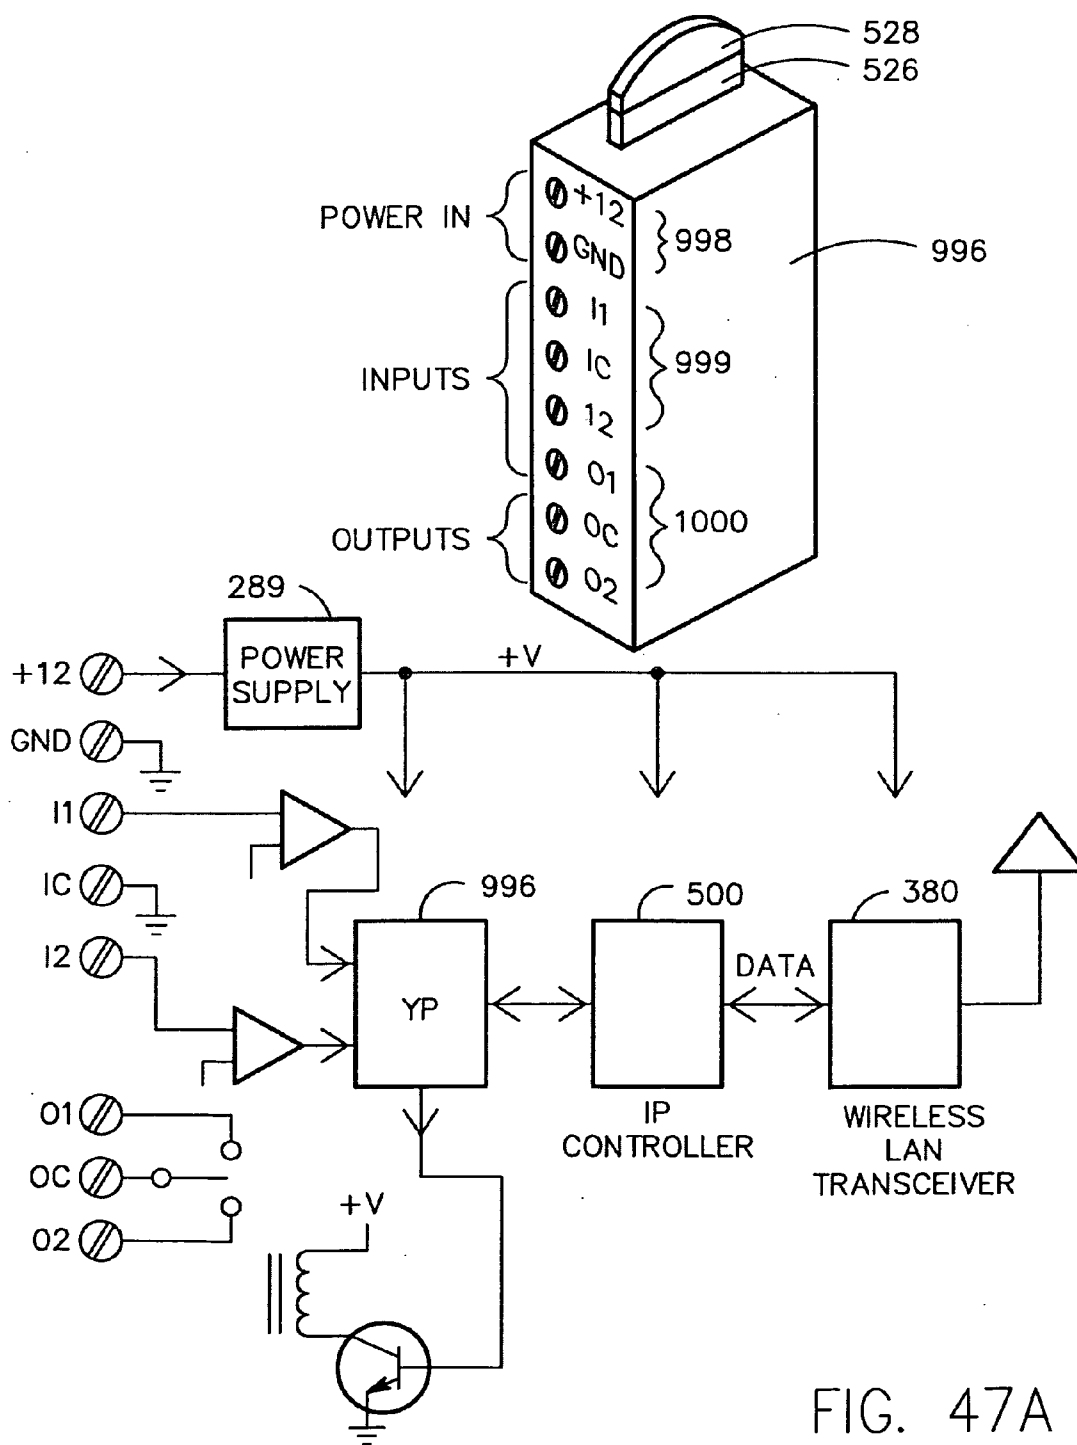 528
526
+12
POWER IN
998
GND
996
I1
INPUTS
IC
999
12
O1
OUTPUTS
OC
1000
O2
289
+12
POWER
SUPPLY
+V
GND
I1
IC
996
500
380
I2
DATA
YP
O1
IP
CONTROLLER
WIRELESS
LAN
TRANSCEIVER
OC
+V
O2
FIG. 47A